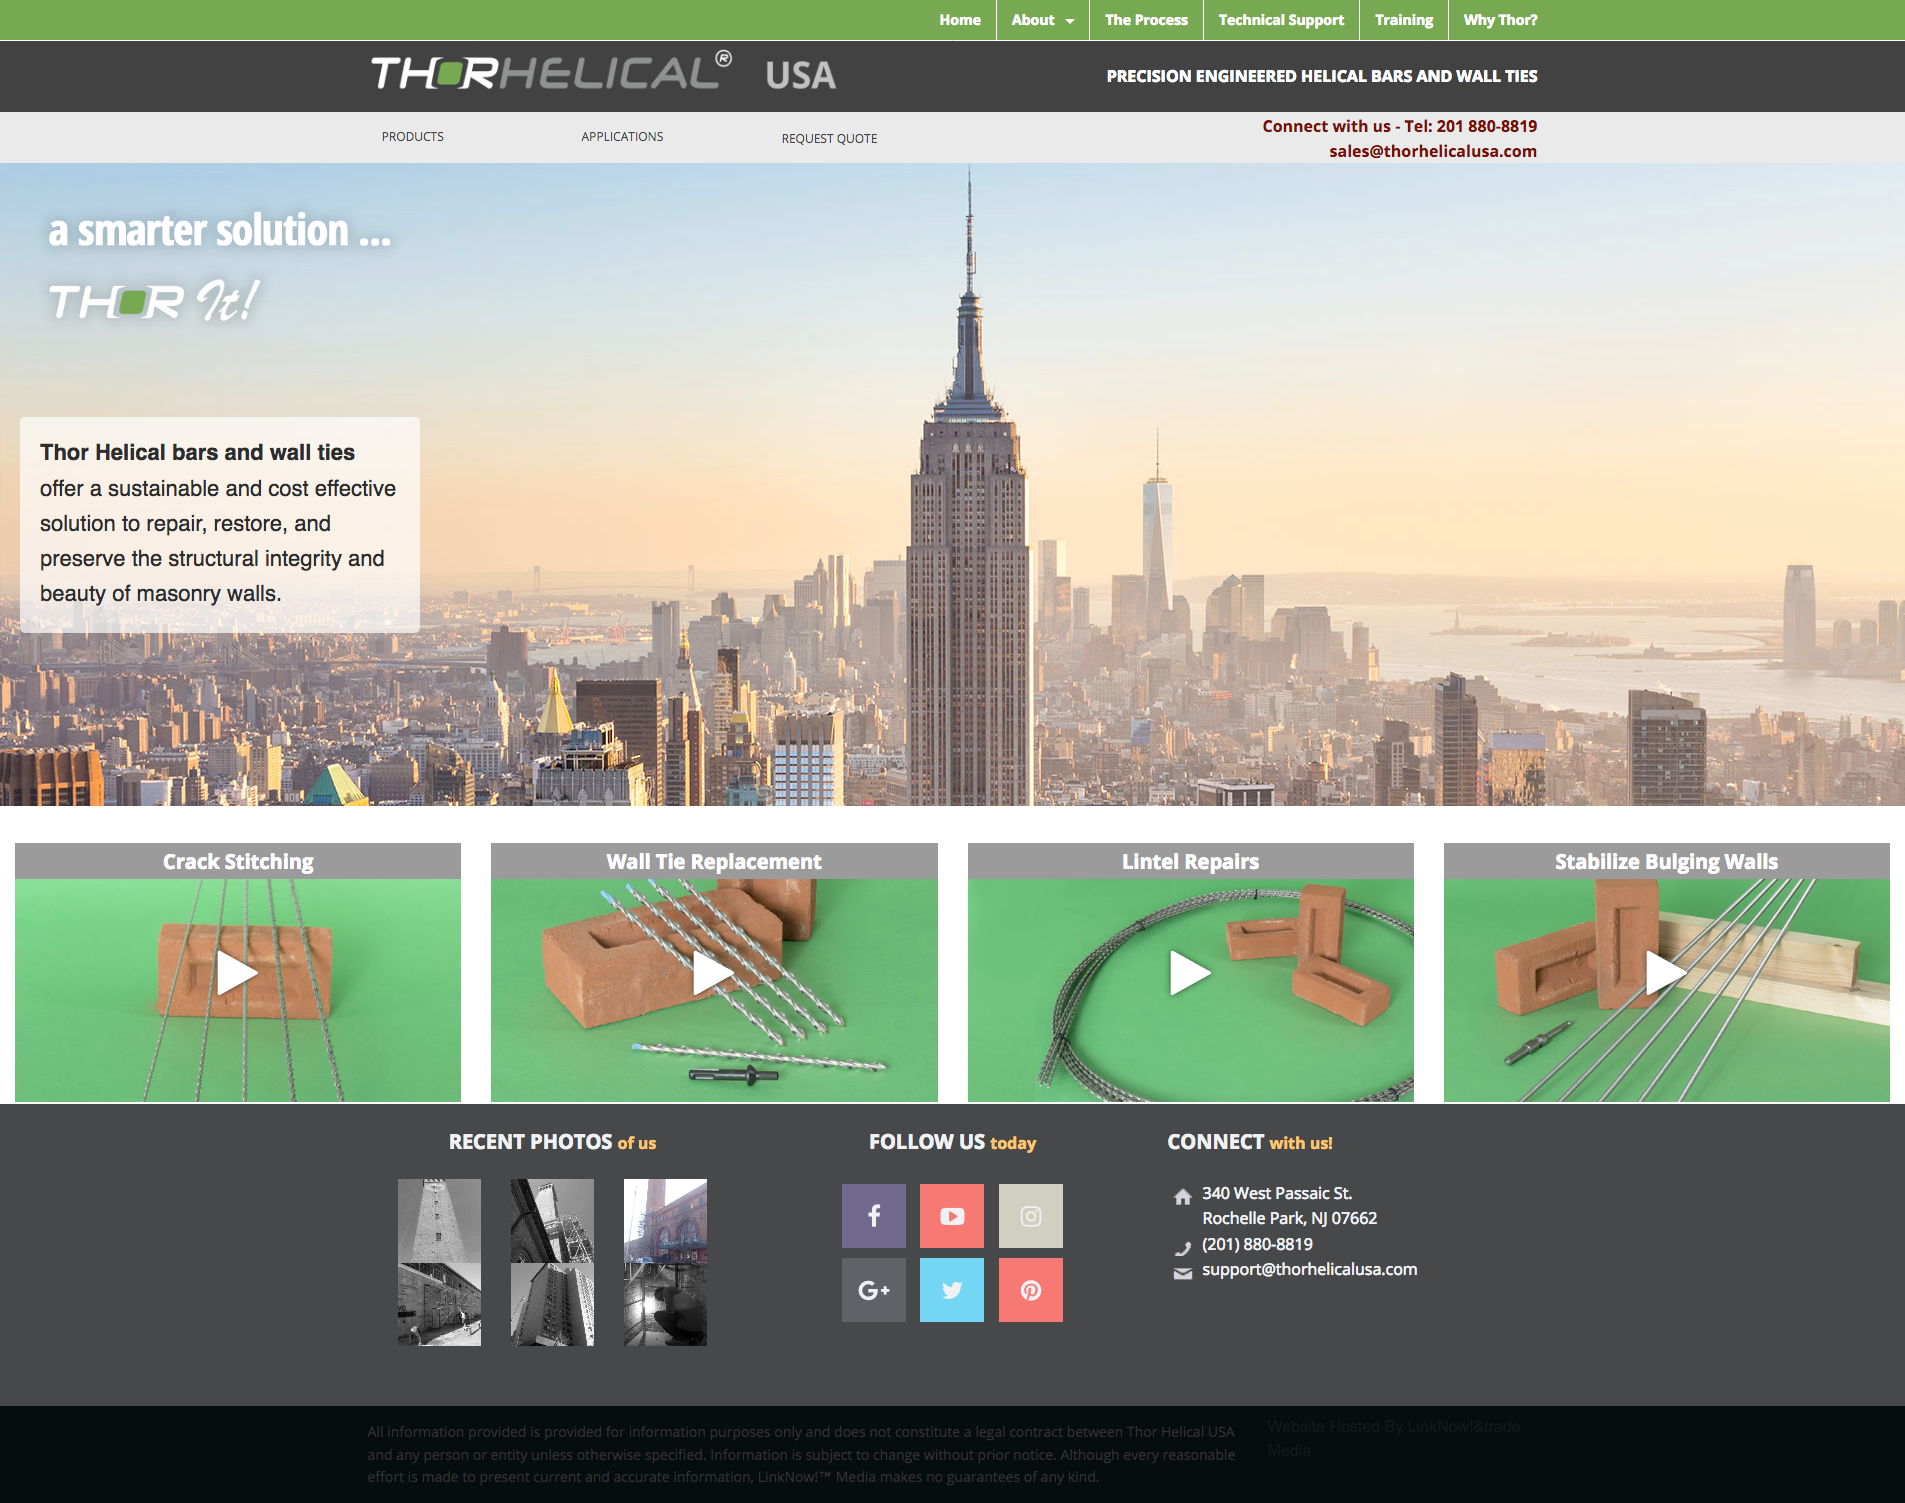 Home About The Process Technical Support Training Why Thor?
THOR HELICAL® USA
PRECISION ENGINEERED HELICAL BARS AND WALL TIES
PRODUCTS APPLICATIONS REQUEST QUOTE
Connect with us - Tel: 201 880-8819
sales@thorhelicalusa.com
a smarter solution ...
THOR It!
Thor Helical bars and wall ties
offer a sustainable and cost effective
solution to repair, restore, and
preserve the structural integrity and
beauty of masonry walls.
Crack Stitching
Wall Tie Replacement
Lintel Repairs
Stabilize Bulging Walls
RECENT PHOTOS of us
FOLLOW US today
G+
CONNECT with us!
340 West Passaic St.
Rochelle Park, NJ 07662
(201) 880-8819
support@thorhelicalusa.com
All information provided is provided for information purposes only and does not constitute a legal contract between Thor Helical USA
and any person or entity unless otherwise specified. Information is subject to change without prior notice. Although every reasonable
effort is made to present current and accurate information, LinkNow!™ Media makes no guarantees of any kind.
Website Hosted By LinkNow!&trade
Media